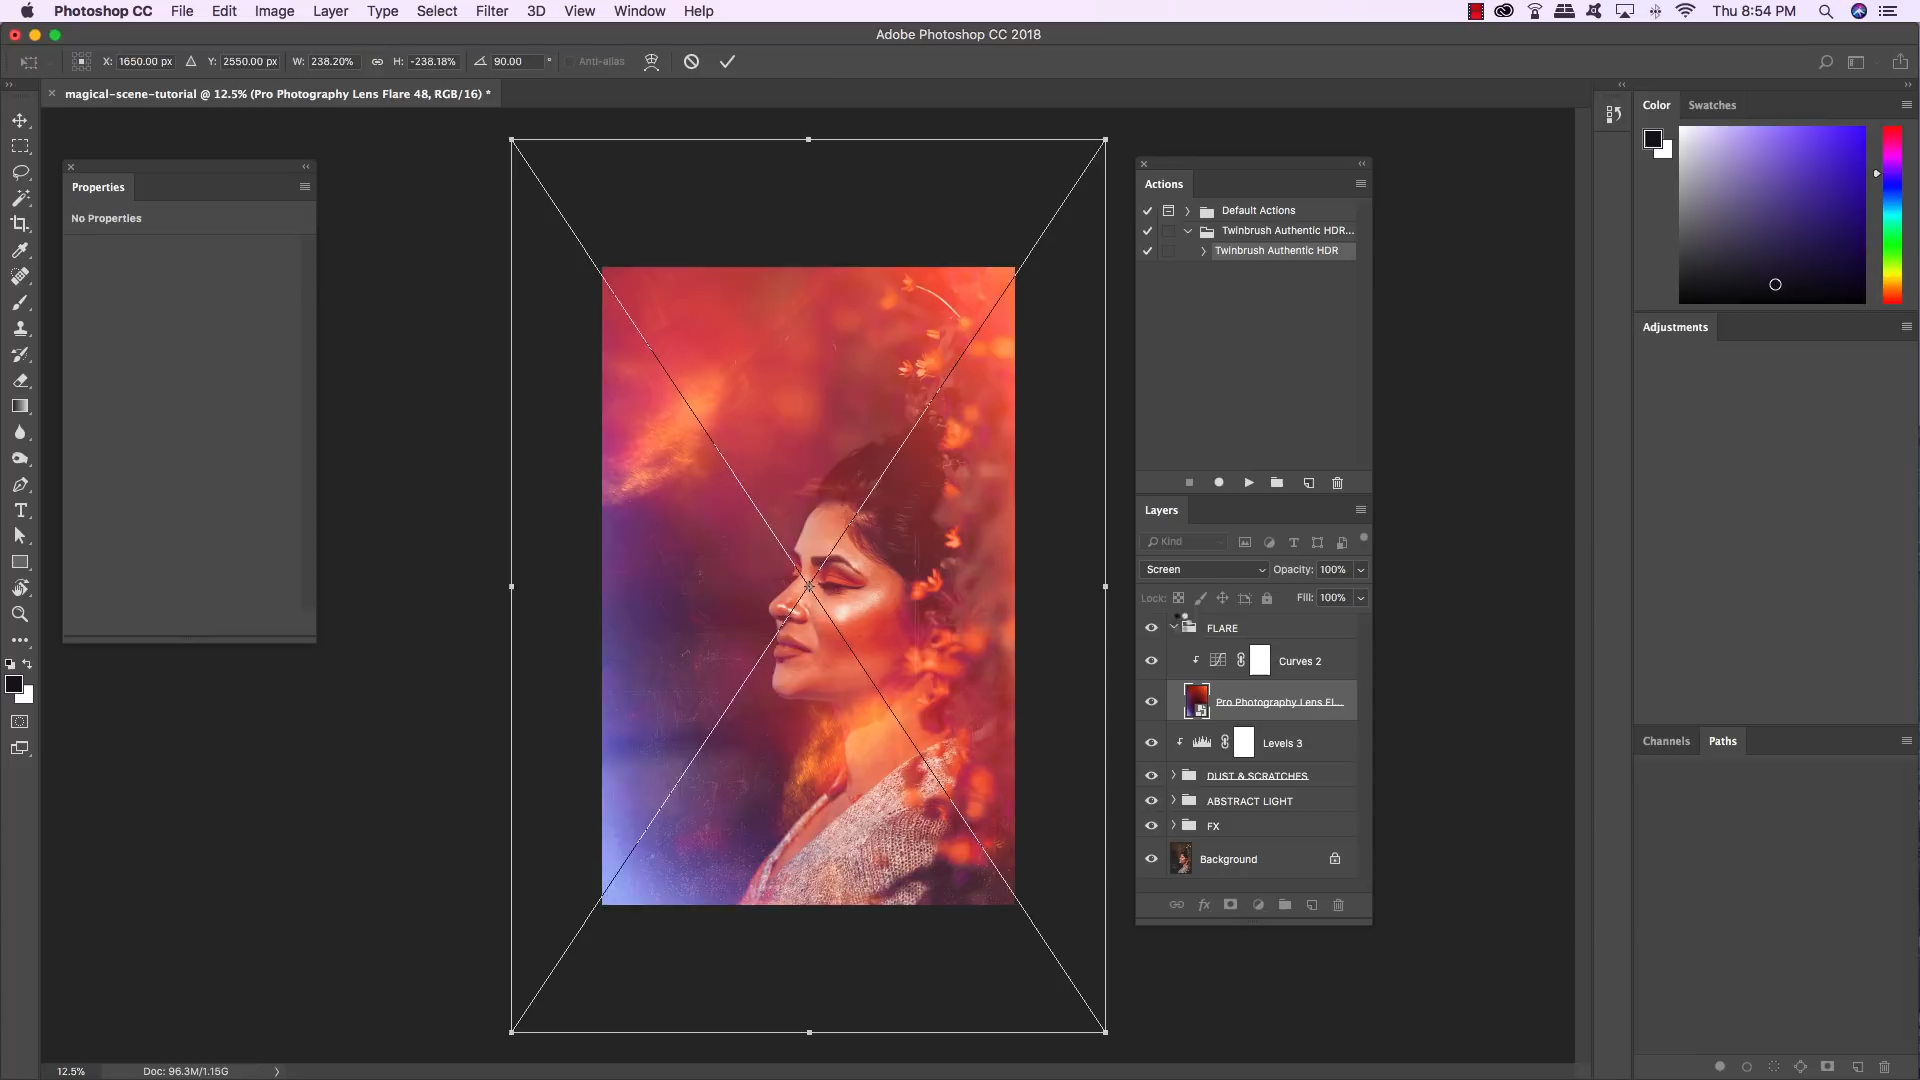 Photoshop CC File Edit Image Layer Type Select Filter 3D View Window Help Thu 8:54 PM
Adobe Photoshop CC 2018
X: 1650.00 px Y: 2550.00 px W: 238.20% H: -238.18% 90.00 ° Anti-alias
magical-scene-tutorial @ 12.5% (Pro Photography Lens Flare 48, RGB/16) *
Properties
No Properties
Actions
Default Actions
Twinbrush Authentic HDR...
Twinbrush Authentic HDR
Layers
Kind
Screen Opacity: 100%
Lock: Fill: 100%
FLARE
Curves 2
Pro Photography Lens Fl...
Levels 3
DUST & SCRATCHES
ABSTRACT LIGHT
FX
Background
Color Swatches
Adjustments
Channels Paths
12.5% Doc: 96.3M/1.15G